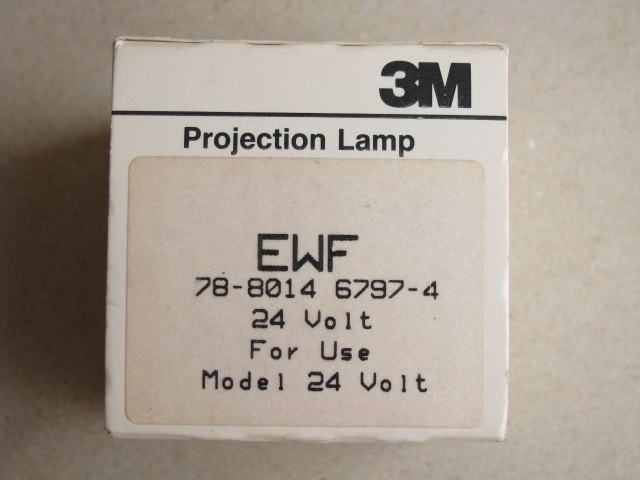 3M
Projection Lamp
EWF
78-8014 6797-4
24 Volt
For Use
Model 24 Volt